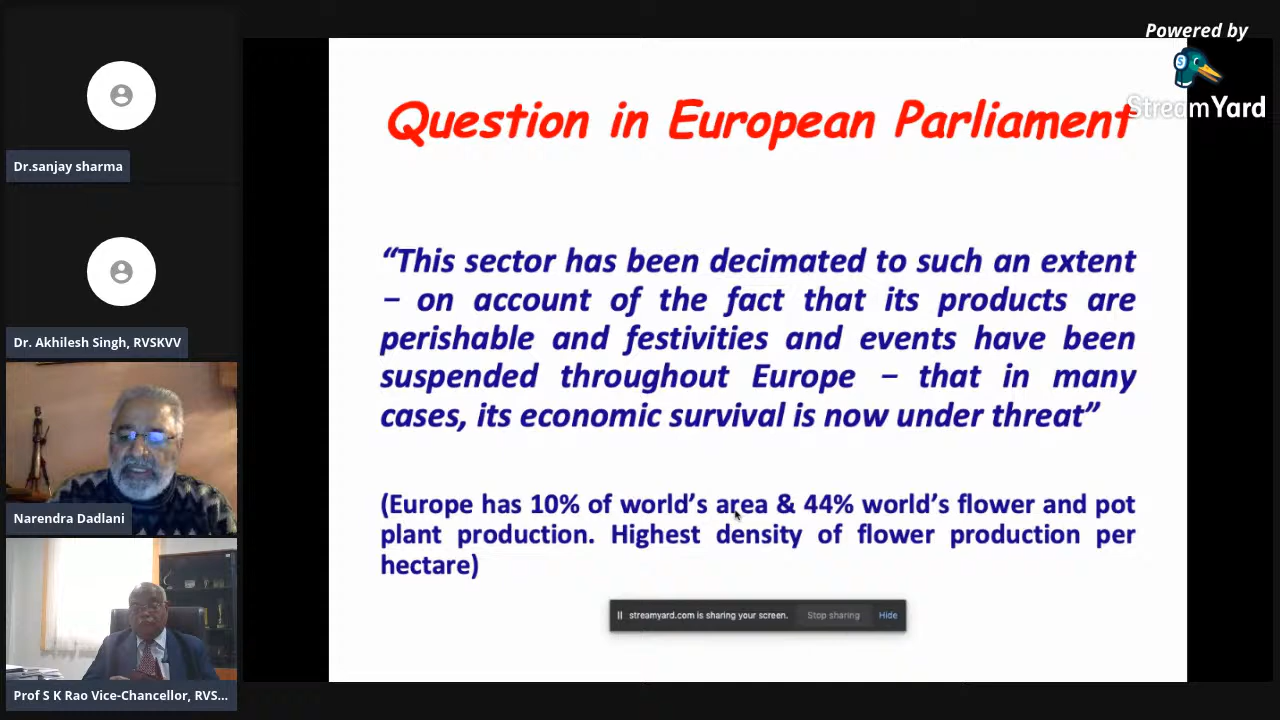 Powered by
StreamYard
Question in European Parliament
“This sector has been decimated to such an extent
– on account of the fact that its products are
perishable and festivities and events have been
suspended throughout Europe – that in many
cases, its economic survival is now under threat”
(Europe has 10% of world’s area & 44% world’s flower and pot
plant production. Highest density of flower production per
hectare)
streamyard.com is sharing your screen. Stop sharing Hide
Dr.sanjay sharma
Dr. Akhilesh Singh, RVSKVV
Narendra Dadlani
Prof S K Rao Vice-Chancellor, RVS...